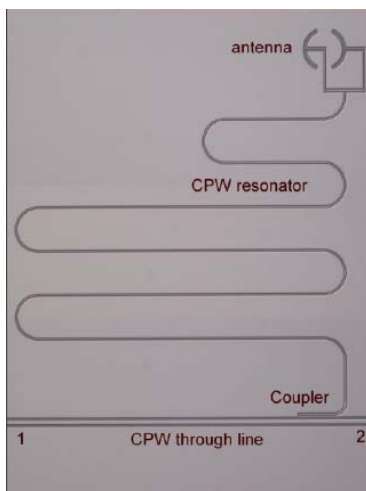 antenna
CPW resonator
Coupler
1 CPW through line 2